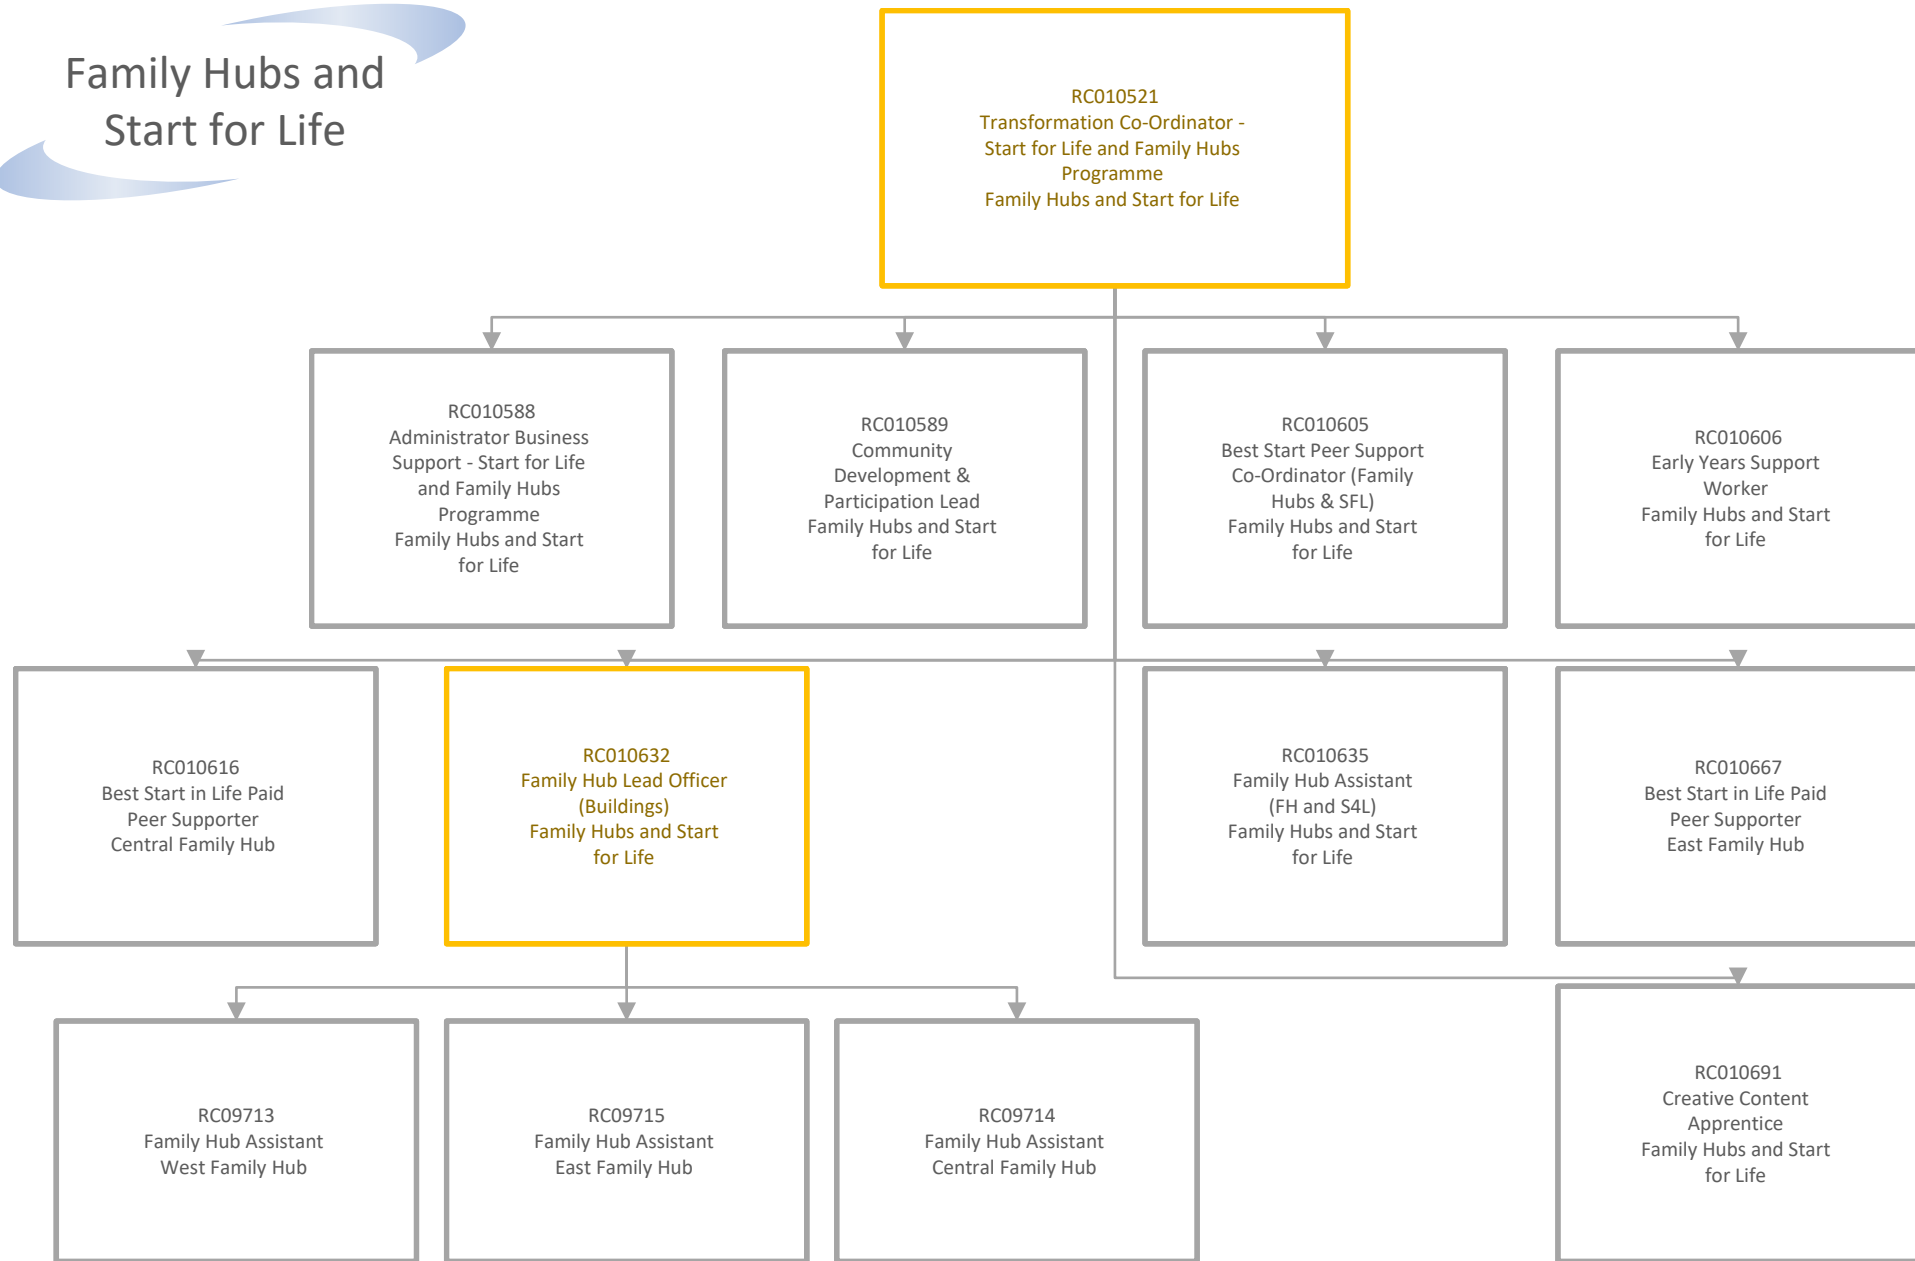 Family Hubs and
Start for Life
RC010521
Transformation Co-Ordinator -
Start for Life and Family Hubs
Programme
Family Hubs and Start for Life
RC010588
Administrator Business
Support - Start for Life
and Family Hubs
Programme
Family Hubs and Start
for Life
RC010589
Community
Development &
Participation Lead
Family Hubs and Start
for Life
RC010605
Best Start Peer Support
Co-Ordinator (Family
Hubs & SFL)
Family Hubs and Start
for Life
RC010606
Early Years Support
Worker
Family Hubs and Start
for Life
RC010616
Best Start in Life Paid
Peer Supporter
Central Family Hub
RC010632
Family Hub Lead Officer
(Buildings)
Family Hubs and Start
for Life
RC010635
Family Hub Assistant
(FH and S4L)
Family Hubs and Start
for Life
RC010667
Best Start in Life Paid
Peer Supporter
East Family Hub
RC09713
Family Hub Assistant
West Family Hub
RC09715
Family Hub Assistant
East Family Hub
RC09714
Family Hub Assistant
Central Family Hub
RC010691
Creative Content
Apprentice
Family Hubs and Start
for Life